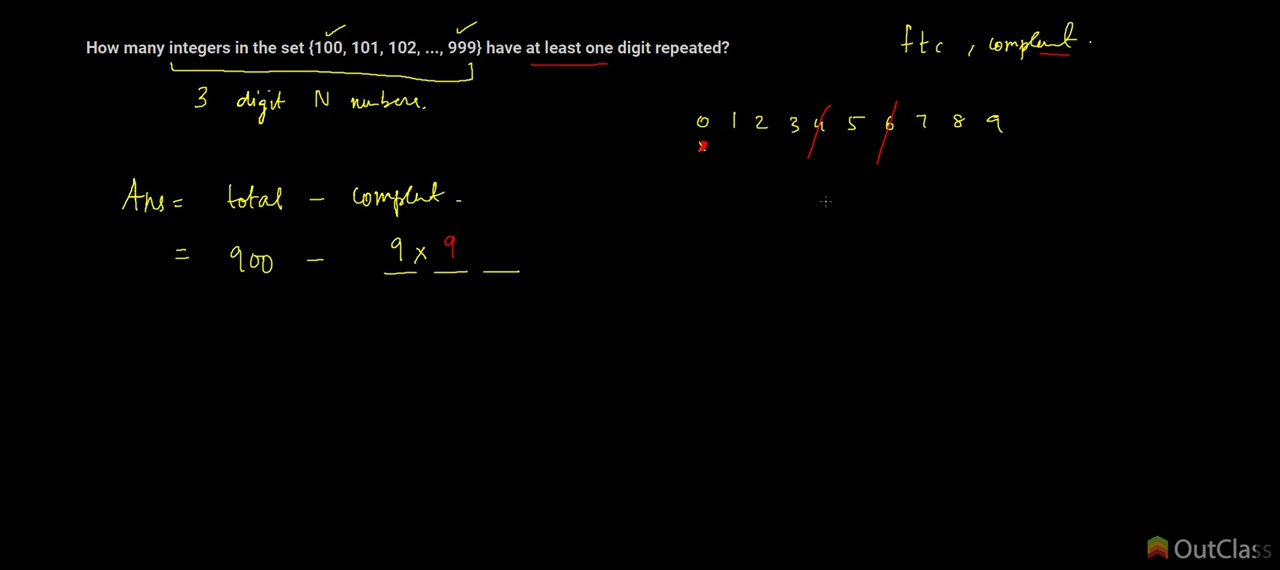 How many integers in the set {100, 101, 102, ..., 999} have at least one digit repeated?
ftc, complent.
3 digit N numbers.
0 1 2 3 4 5 6 7 8 9
Ans = total - complent.
= 900 - 9 x 9
OutClass